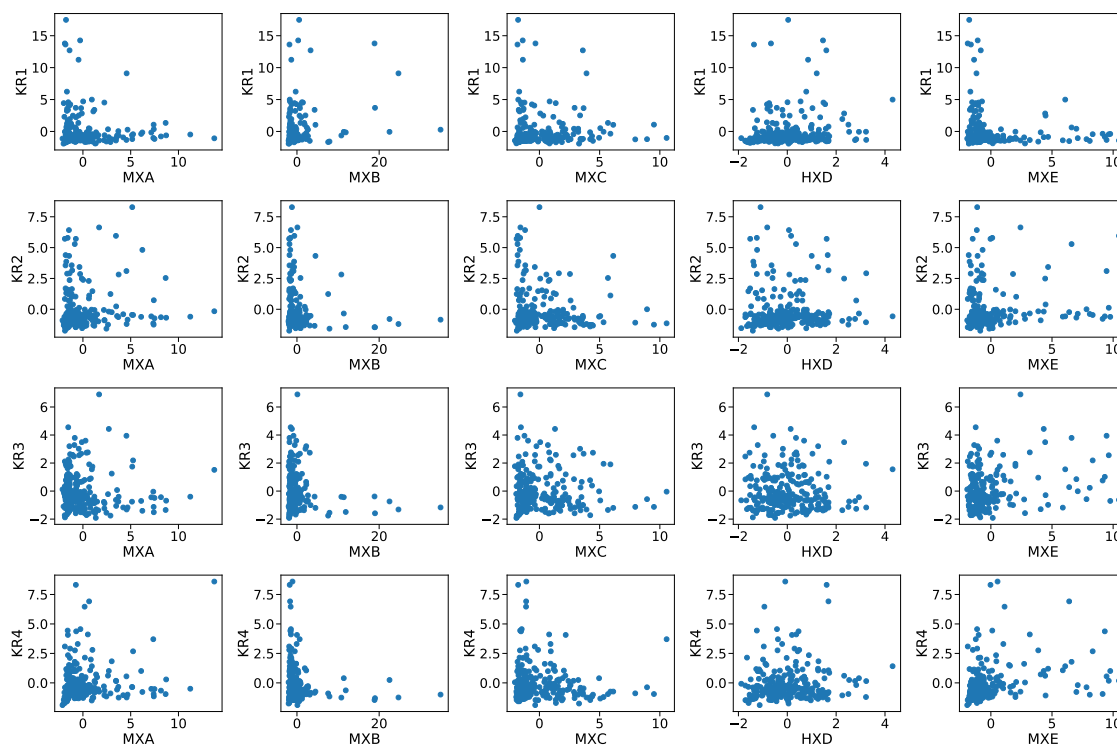 KR1 15 10 5 0 0 5 10 MXA
KR1 15 10 5 0 0 20 MXB
KR1 15 10 5 0 0 5 10 MXC
KR1 15 10 5 0 −2 0 2 4 HXD
KR1 15 10 5 0 0 5 10 MXE
KR2 7.5 5.0 2.5 0.0 0 5 10 MXA
KR2 7.5 5.0 2.5 0.0 0 20 MXB
KR2 7.5 5.0 2.5 0.0 0 5 10 MXC
KR2 7.5 5.0 2.5 0.0 −2 0 2 4 HXD
KR2 7.5 5.0 2.5 0.0 0 5 10 MXE
KR3 6 4 2 0 −2 0 5 10 MXA
KR3 6 4 2 0 −2 0 20 MXB
KR3 6 4 2 0 −2 0 5 10 MXC
KR3 6 4 2 0 −2 −2 0 2 4 HXD
KR3 6 4 2 0 −2 0 5 10 MXE
KR4 7.5 5.0 2.5 0.0 0 5 10 MXA
KR4 7.5 5.0 2.5 0.0 0 20 MXB
KR4 7.5 5.0 2.5 0.0 0 5 10 MXC
KR4 7.5 5.0 2.5 0.0 −2 0 2 4 HXD
KR4 7.5 5.0 2.5 0.0 0 5 10 MXE